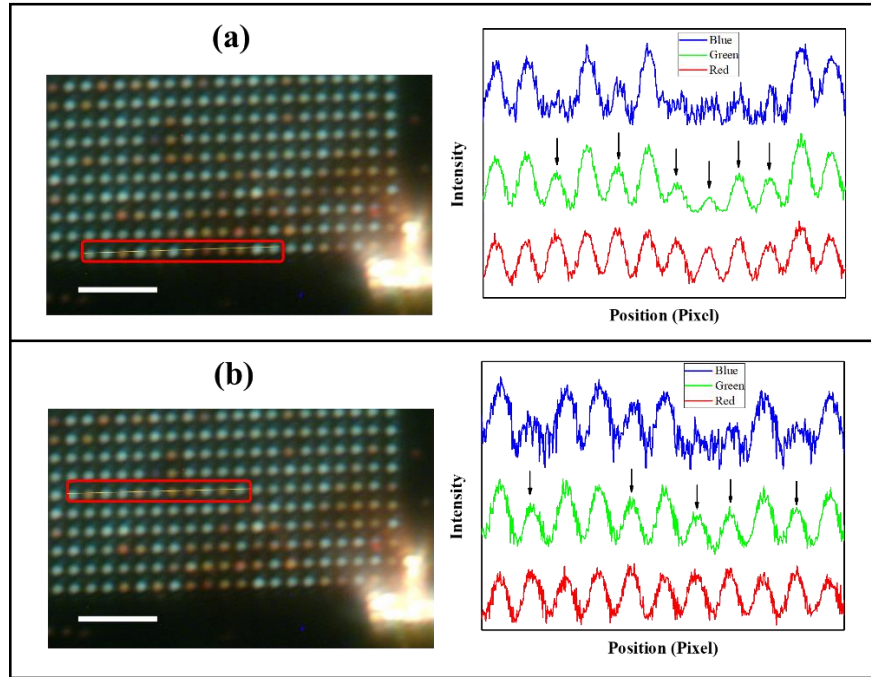 (a)
Blue
Green
Red
Intensity
Position (Pixel)
(b)
Blue
Green
Red
Intensity
Position (Pixel)